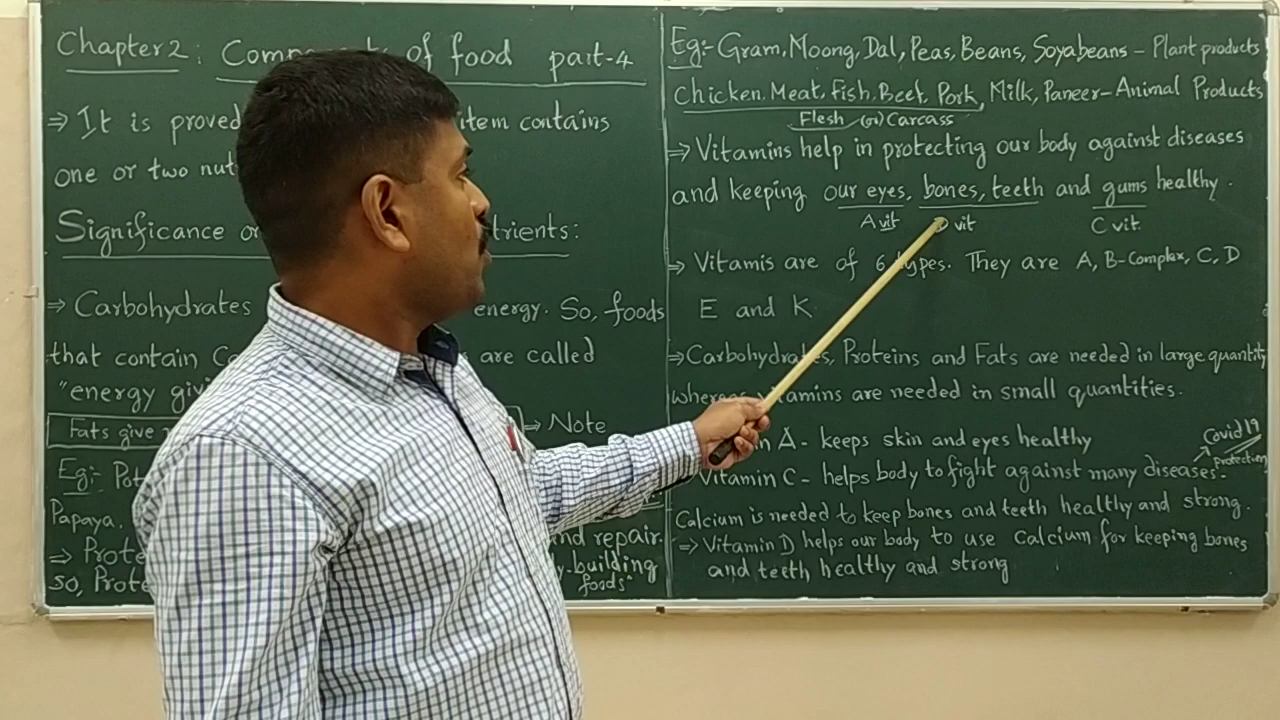 Chapter 2: Comp of food part-4
⇒ It is proved item contains
one or two nut
Significance o trients:
⇒ Carbohydrates energy. So, foods
that contain Ca are called
"energy givi
Fats give ⇒ Note
Eg:- Pot
Papaya.
⇒ Prote and repair.
so, Prote y-building
foods"
Eg:- Gram, Moong, Dal, Peas, Beans, Soyabeans - Plant products
Chicken, Meat, Fish, Beef, Pork, Milk, Paneer- Animal Products
Flesh (or) Carcass
⇒ Vitamins help in protecting our body against diseases
and keeping our eyes, bones, teeth and gums healthy.
A vit D vit C vit.
⇒ Vitamis are of 6 types. They are A, B-Complex, C, D
E and K
⇒ Carbohydrates, Proteins and Fats are needed in large quantity
whereas vitamins are needed in small quantities.
in A - keeps skin and eyes healthy
Covid 19
protection
Vitamin C - helps body to fight against many diseases.
Calcium is needed to keep bones and teeth healthy and strong.
⇒ Vitamin D helps our body to use Calcium for keeping bones
and teeth healthy and strong